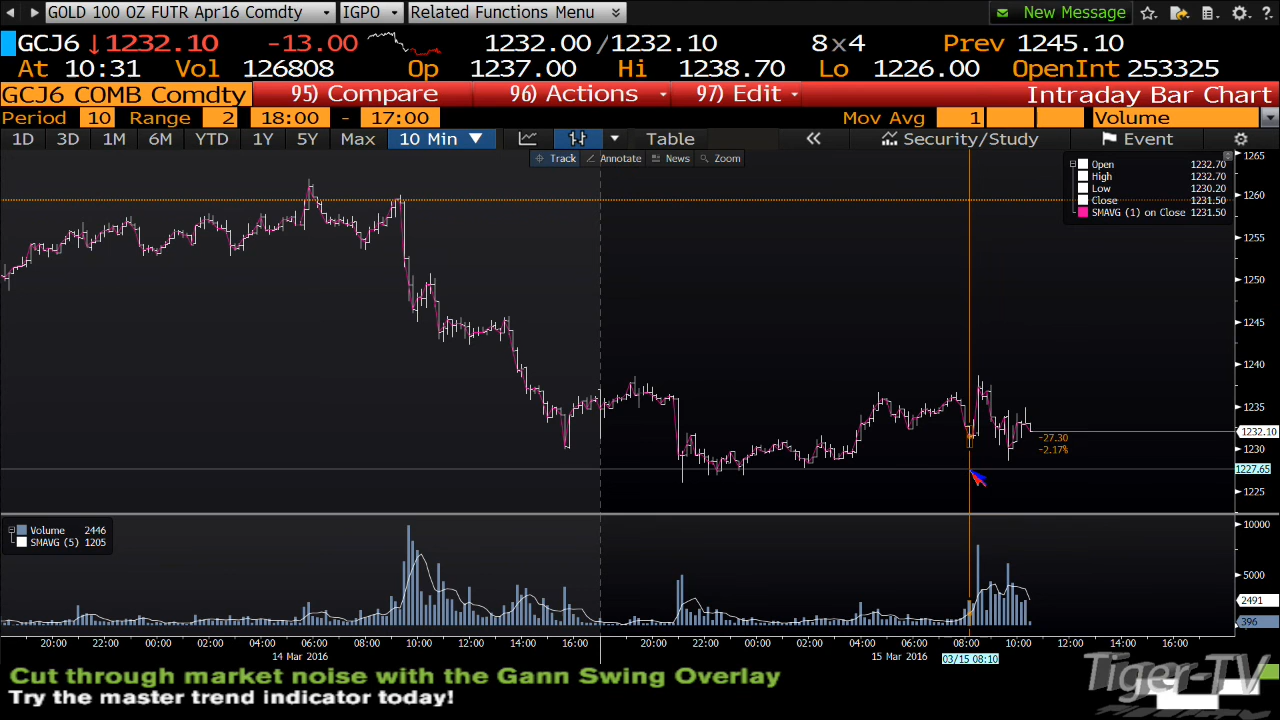 GOLD 100 OZ FUTR Apr16 Comdty IGPO Related Functions Menu New Message
GCJ6 ↓1232.10 -13.00 1232.00/1232.10 8x4 Prev 1245.10
At 10:31 Vol 126808 Op 1237.00 Hi 1238.70 Lo 1226.00 OpenInt 253325
GCJ6 COMB Comdty 95) Compare 96) Actions 97) Edit Intraday Bar Chart
Period 10 Range 2 18:00 - 17:00 Mov Avg 1 Volume
1D 3D 1M 6M YTD 1Y 5Y Max 10 Min ▼ Table « Security/Study Event
Track Annotate News Zoom
Open 1232.70
High 1232.70
Low 1230.20
Close 1231.50
SMAVG (1) on Close 1231.50
1265
1260
1255
1250
1245
1240
1235
1232.10
-27.30
-2.17%
1230
1227.65
1225
Volume 2446
SMAVG (5) 1205
10000
5000
2491
396
20:00 22:00 00:00 02:00 04:00 06:00 08:00 10:00 12:00 14:00 16:00 20:00 22:00 00:00 02:00 04:00 06:00 08:00 10:00 12:00 14:00 16:00
14 Mar 2016 15 Mar 2016 03/15 08:10
Cut through market noise with the Gann Swing Overlay
Try the master trend indicator today!
Tiger-TV